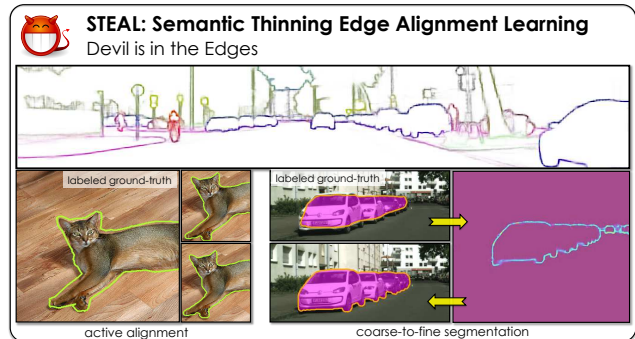 STEAL: Semantic Thinning Edge Alignment Learning
Devil is in the Edges
labeled ground-truth
labeled ground-truth
active alignment
coarse-to-fine segmentation